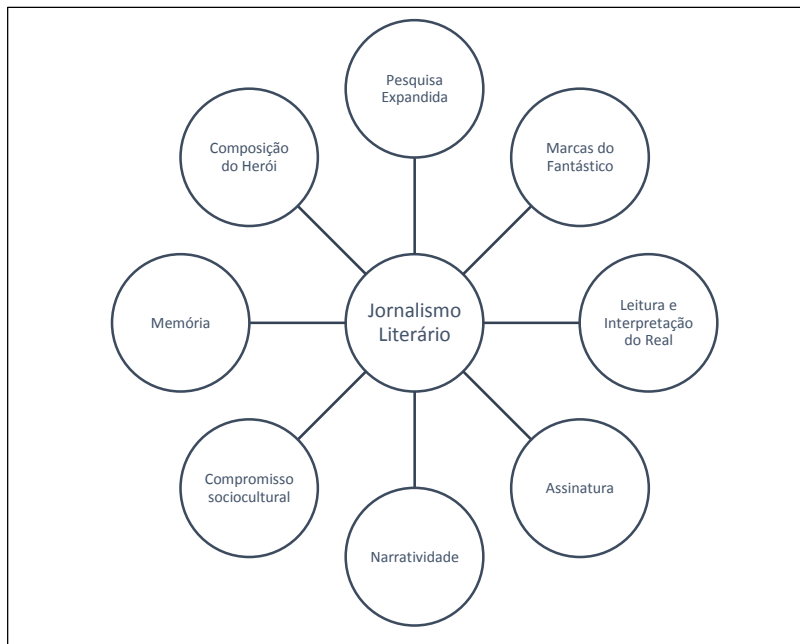 Pesquisa
Expandida
Composição
do Herói
Marcas do
Fantástico
Memória
Jornalismo
Literário
Leitura e
Interpretação
do Real
Compromisso
sociocultural
Assinatura
Narratividade